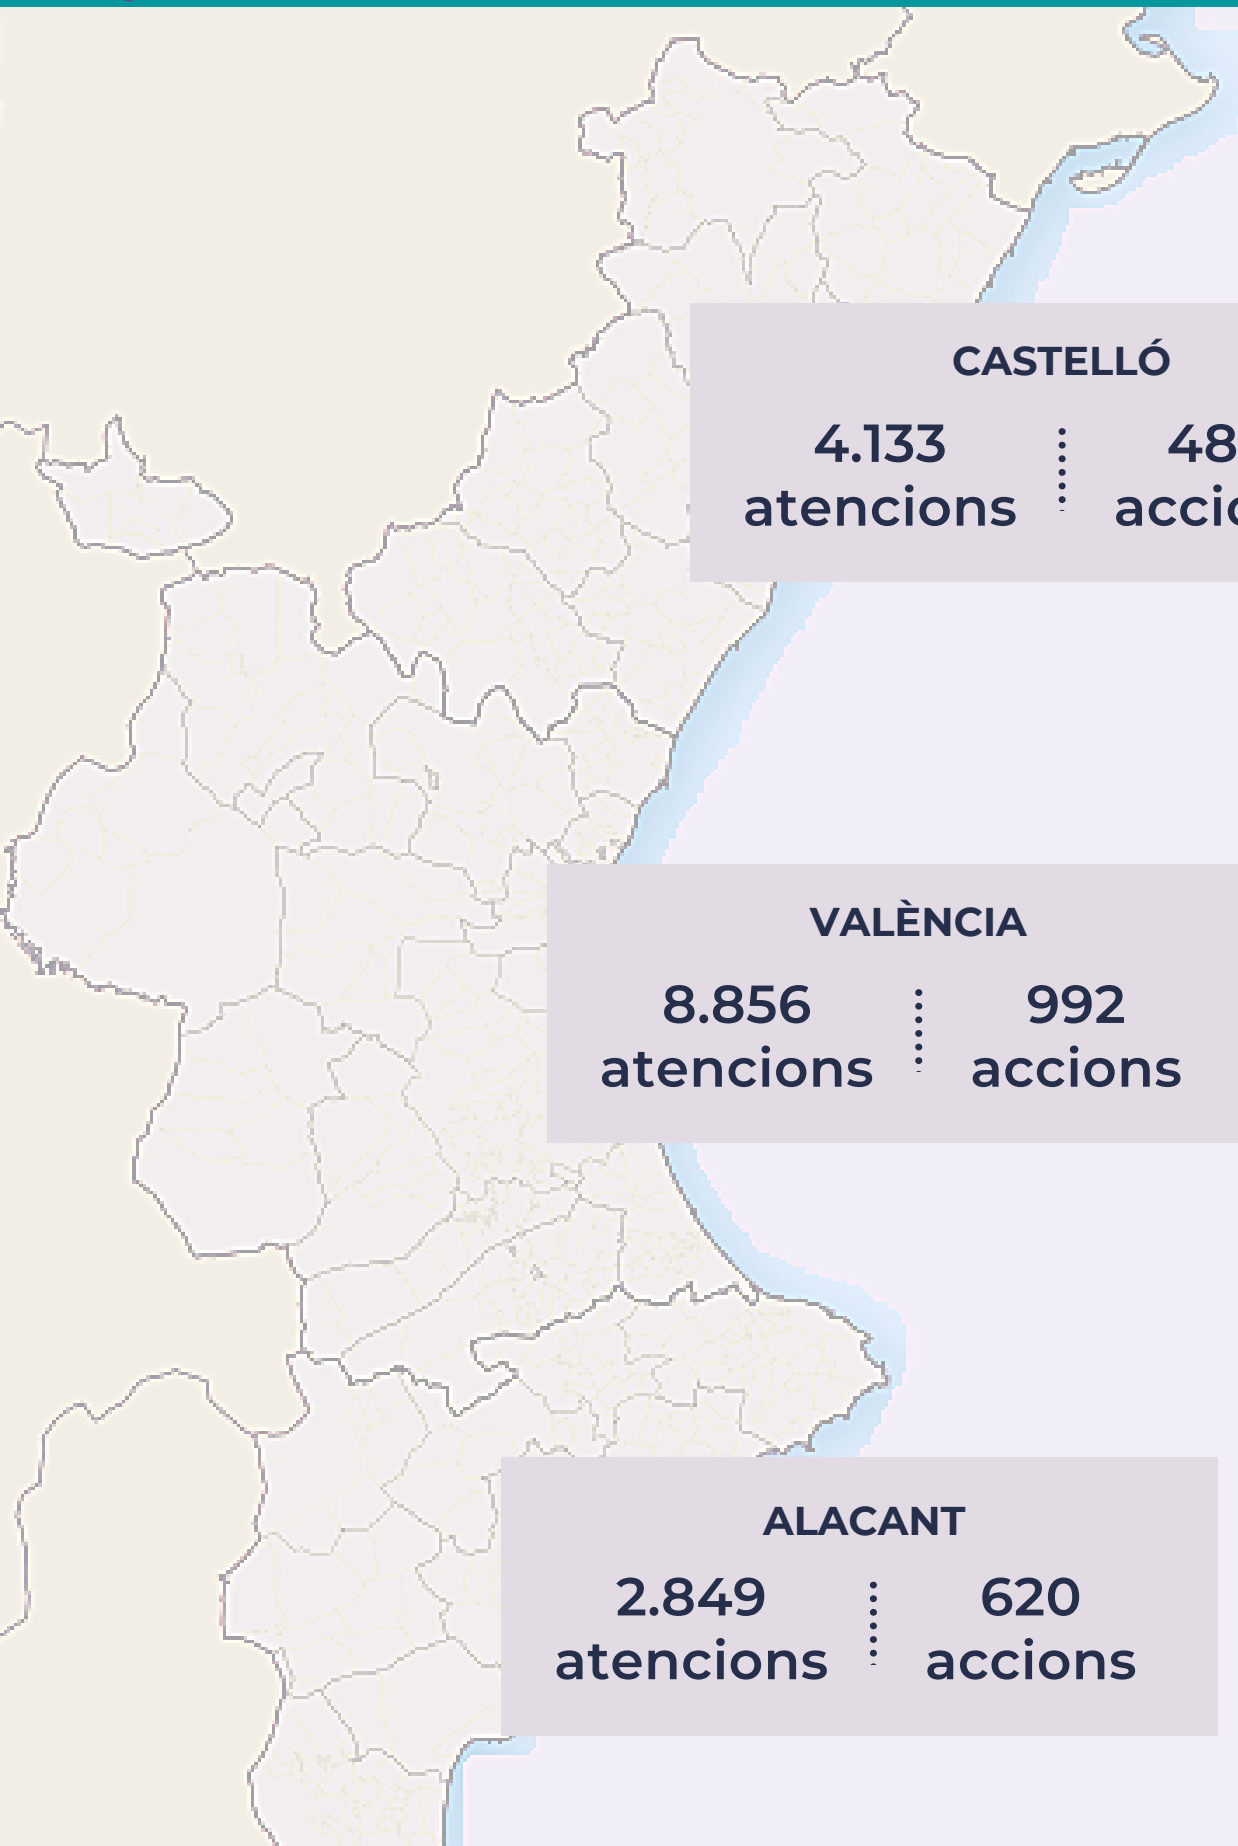 CASTELLÓ
4.133
atencions
VALÈNCIA
8.856 992
atencions accions
ALACANT
2.849 620
atencions accions